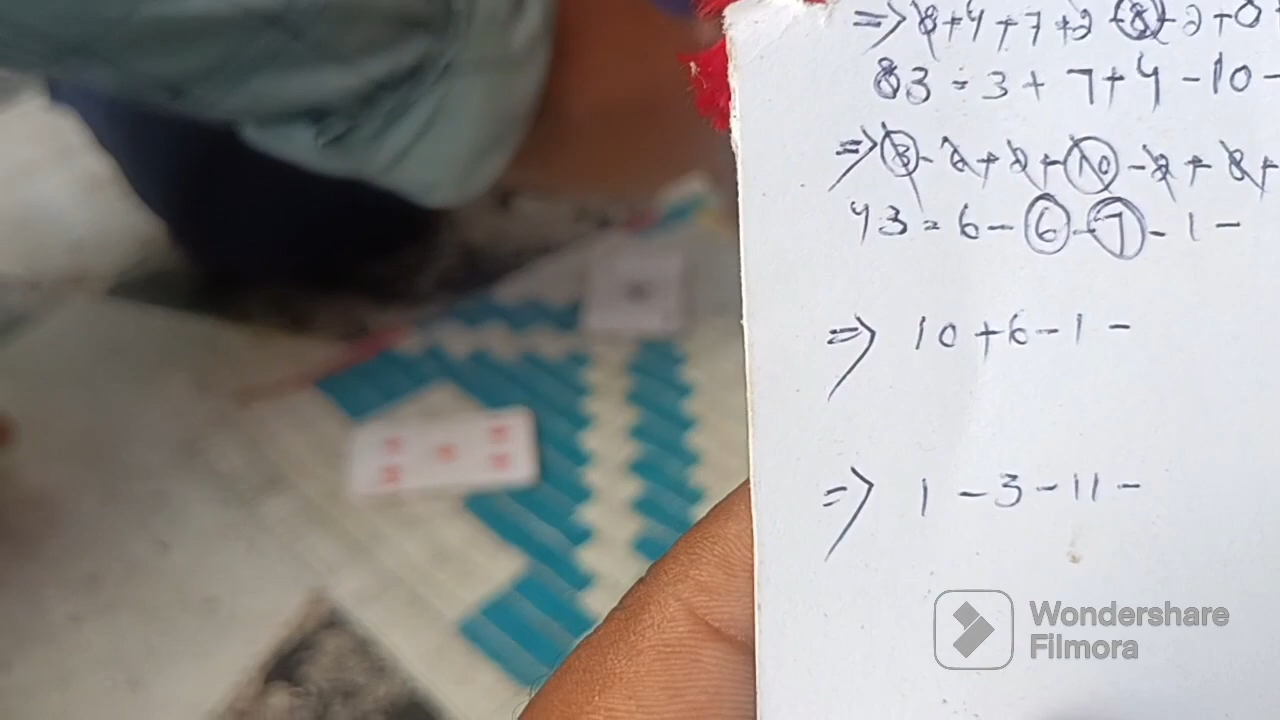 => 8+4+7+2-8-2+0
83 = 3 + 7+4-10-
=> 8-2+2+10-2+8+
43 = 6-6-7-1-
=> 10+6-1-
=> 1-3-11-
Wondershare
Filmora